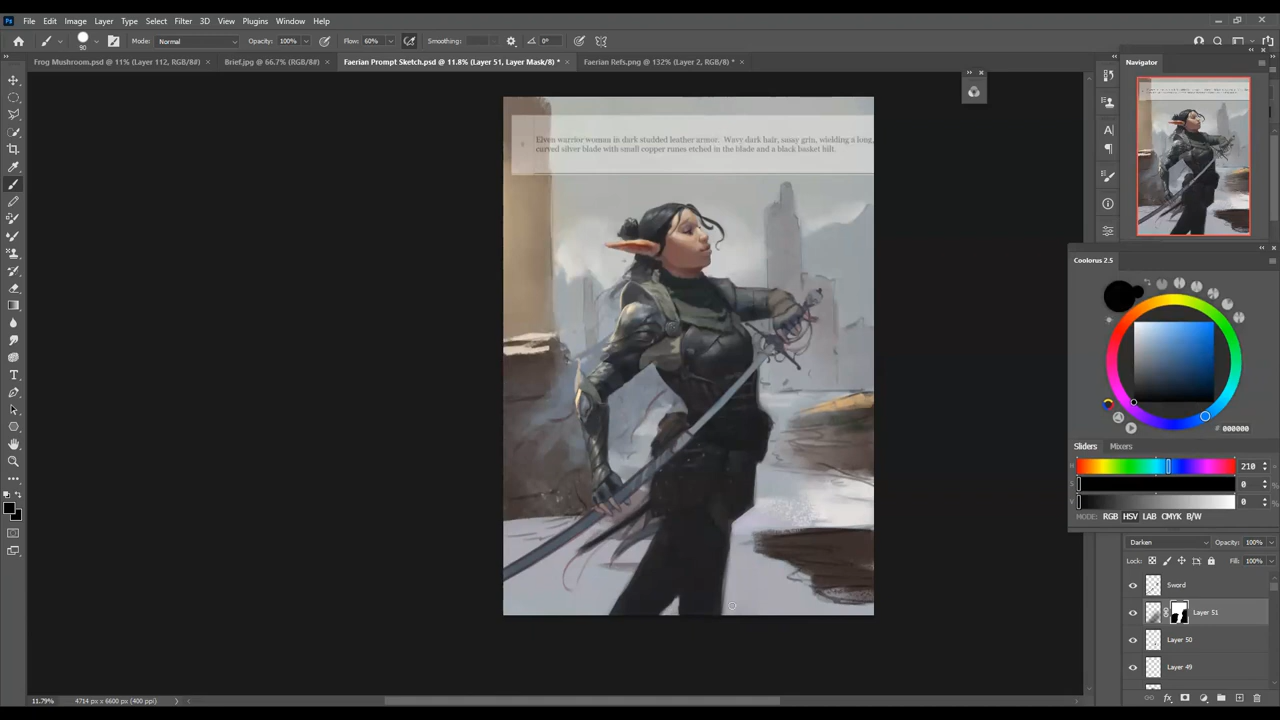 File Edit Image Layer Type Select Filter 3D View Plugins Window Help
90 Mode: Normal Opacity: 100% Flow: 60% Smoothing: 0°
Frog Mushroom.psd @ 11% (Layer 112, RGB/8#) × Brief.jpg @ 66.7% (RGB/8#) × Faerian Prompt Sketch.psd @ 11.8% (Layer 51, Layer Mask/8) * × Faerian Refs.png @ 132% (Layer 2, RGB/8) * ×
Navigator
Elven warrior woman in dark studded leather armor. Wavy dark hair, sassy grin, wielding a long,
curved silver blade with small copper runes etched in the blade and a black basket hilt.
Coolorus 2.5
# 000000
Sliders Mixers
H 210
S 0 %
V 0 %
MODE: RGB HSV LAB CMYK B/W
Darken Opacity: 100%
Lock: Fill: 100%
Sword
Layer 51
Layer 50
Layer 49
11.79% 4714 px x 6600 px (400 ppi)